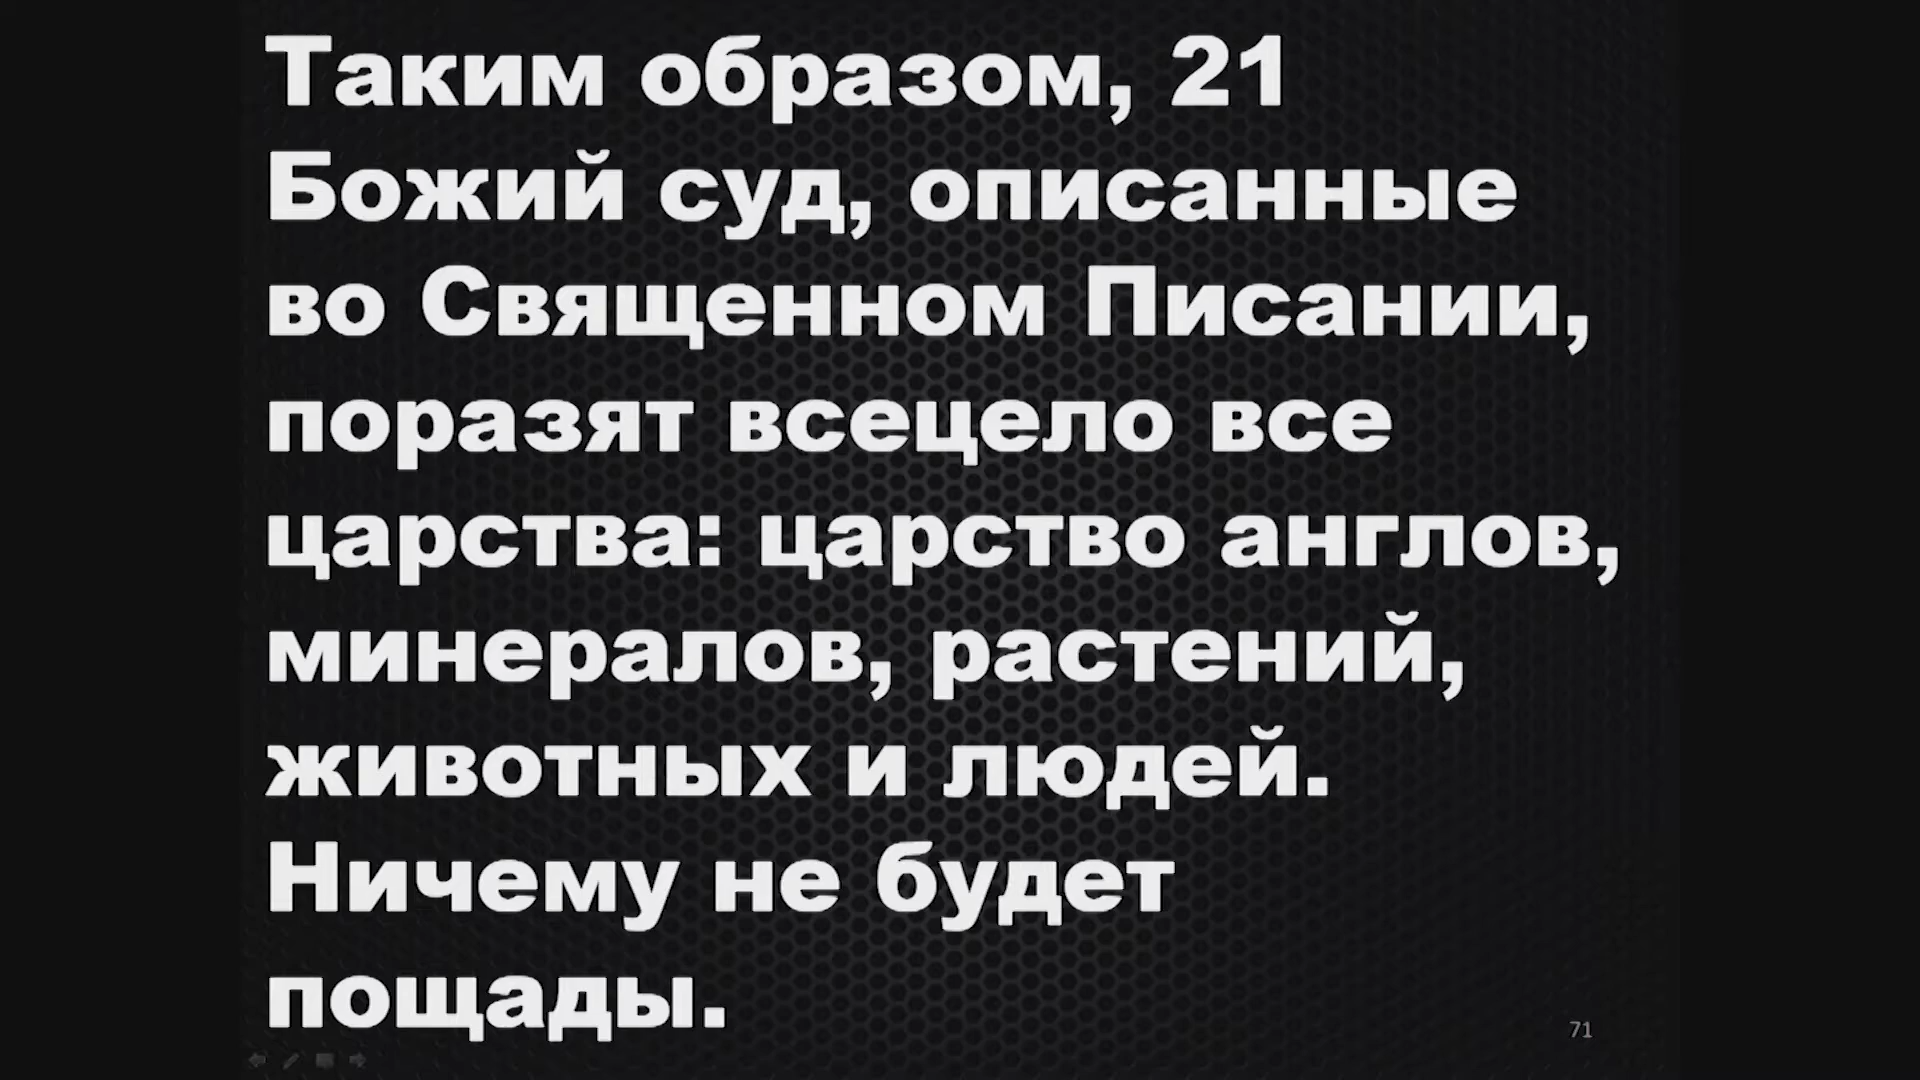 Таким образом, 21
Божий суд, описанные
во Священном Писании,
поразят всецело все
царства: царство англов,
минералов, растений,
животных и людей.
Ничему не будет
пощады.
71